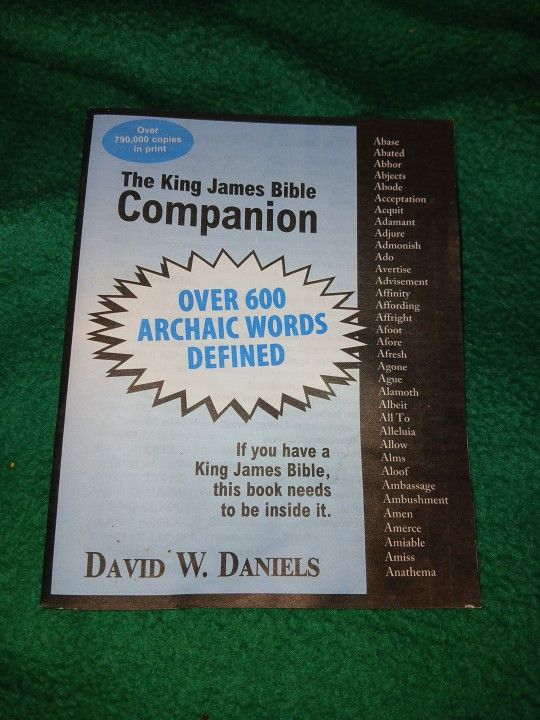 Over
790,000 copies
in print
The King James Bible
Companion
OVER 600
ARCHAIC WORDS
DEFINED
If you have a
King James Bible,
this book needs
to be inside it.
DAVID W. DANIELS
Abase
Abated
Abhor
Abjects
Abode
Acceptation
Acquit
Adamant
Adjure
Admonish
Ado
Avertise
Advisement
Affinity
Affording
Affright
Afoot
Afore
Afresh
Agone
Ague
Alamoth
Albeit
All To
Alleluia
Allow
Alms
Aloof
Ambassage
Ambushment
Amen
Amerce
Amiable
Amiss
Anathema